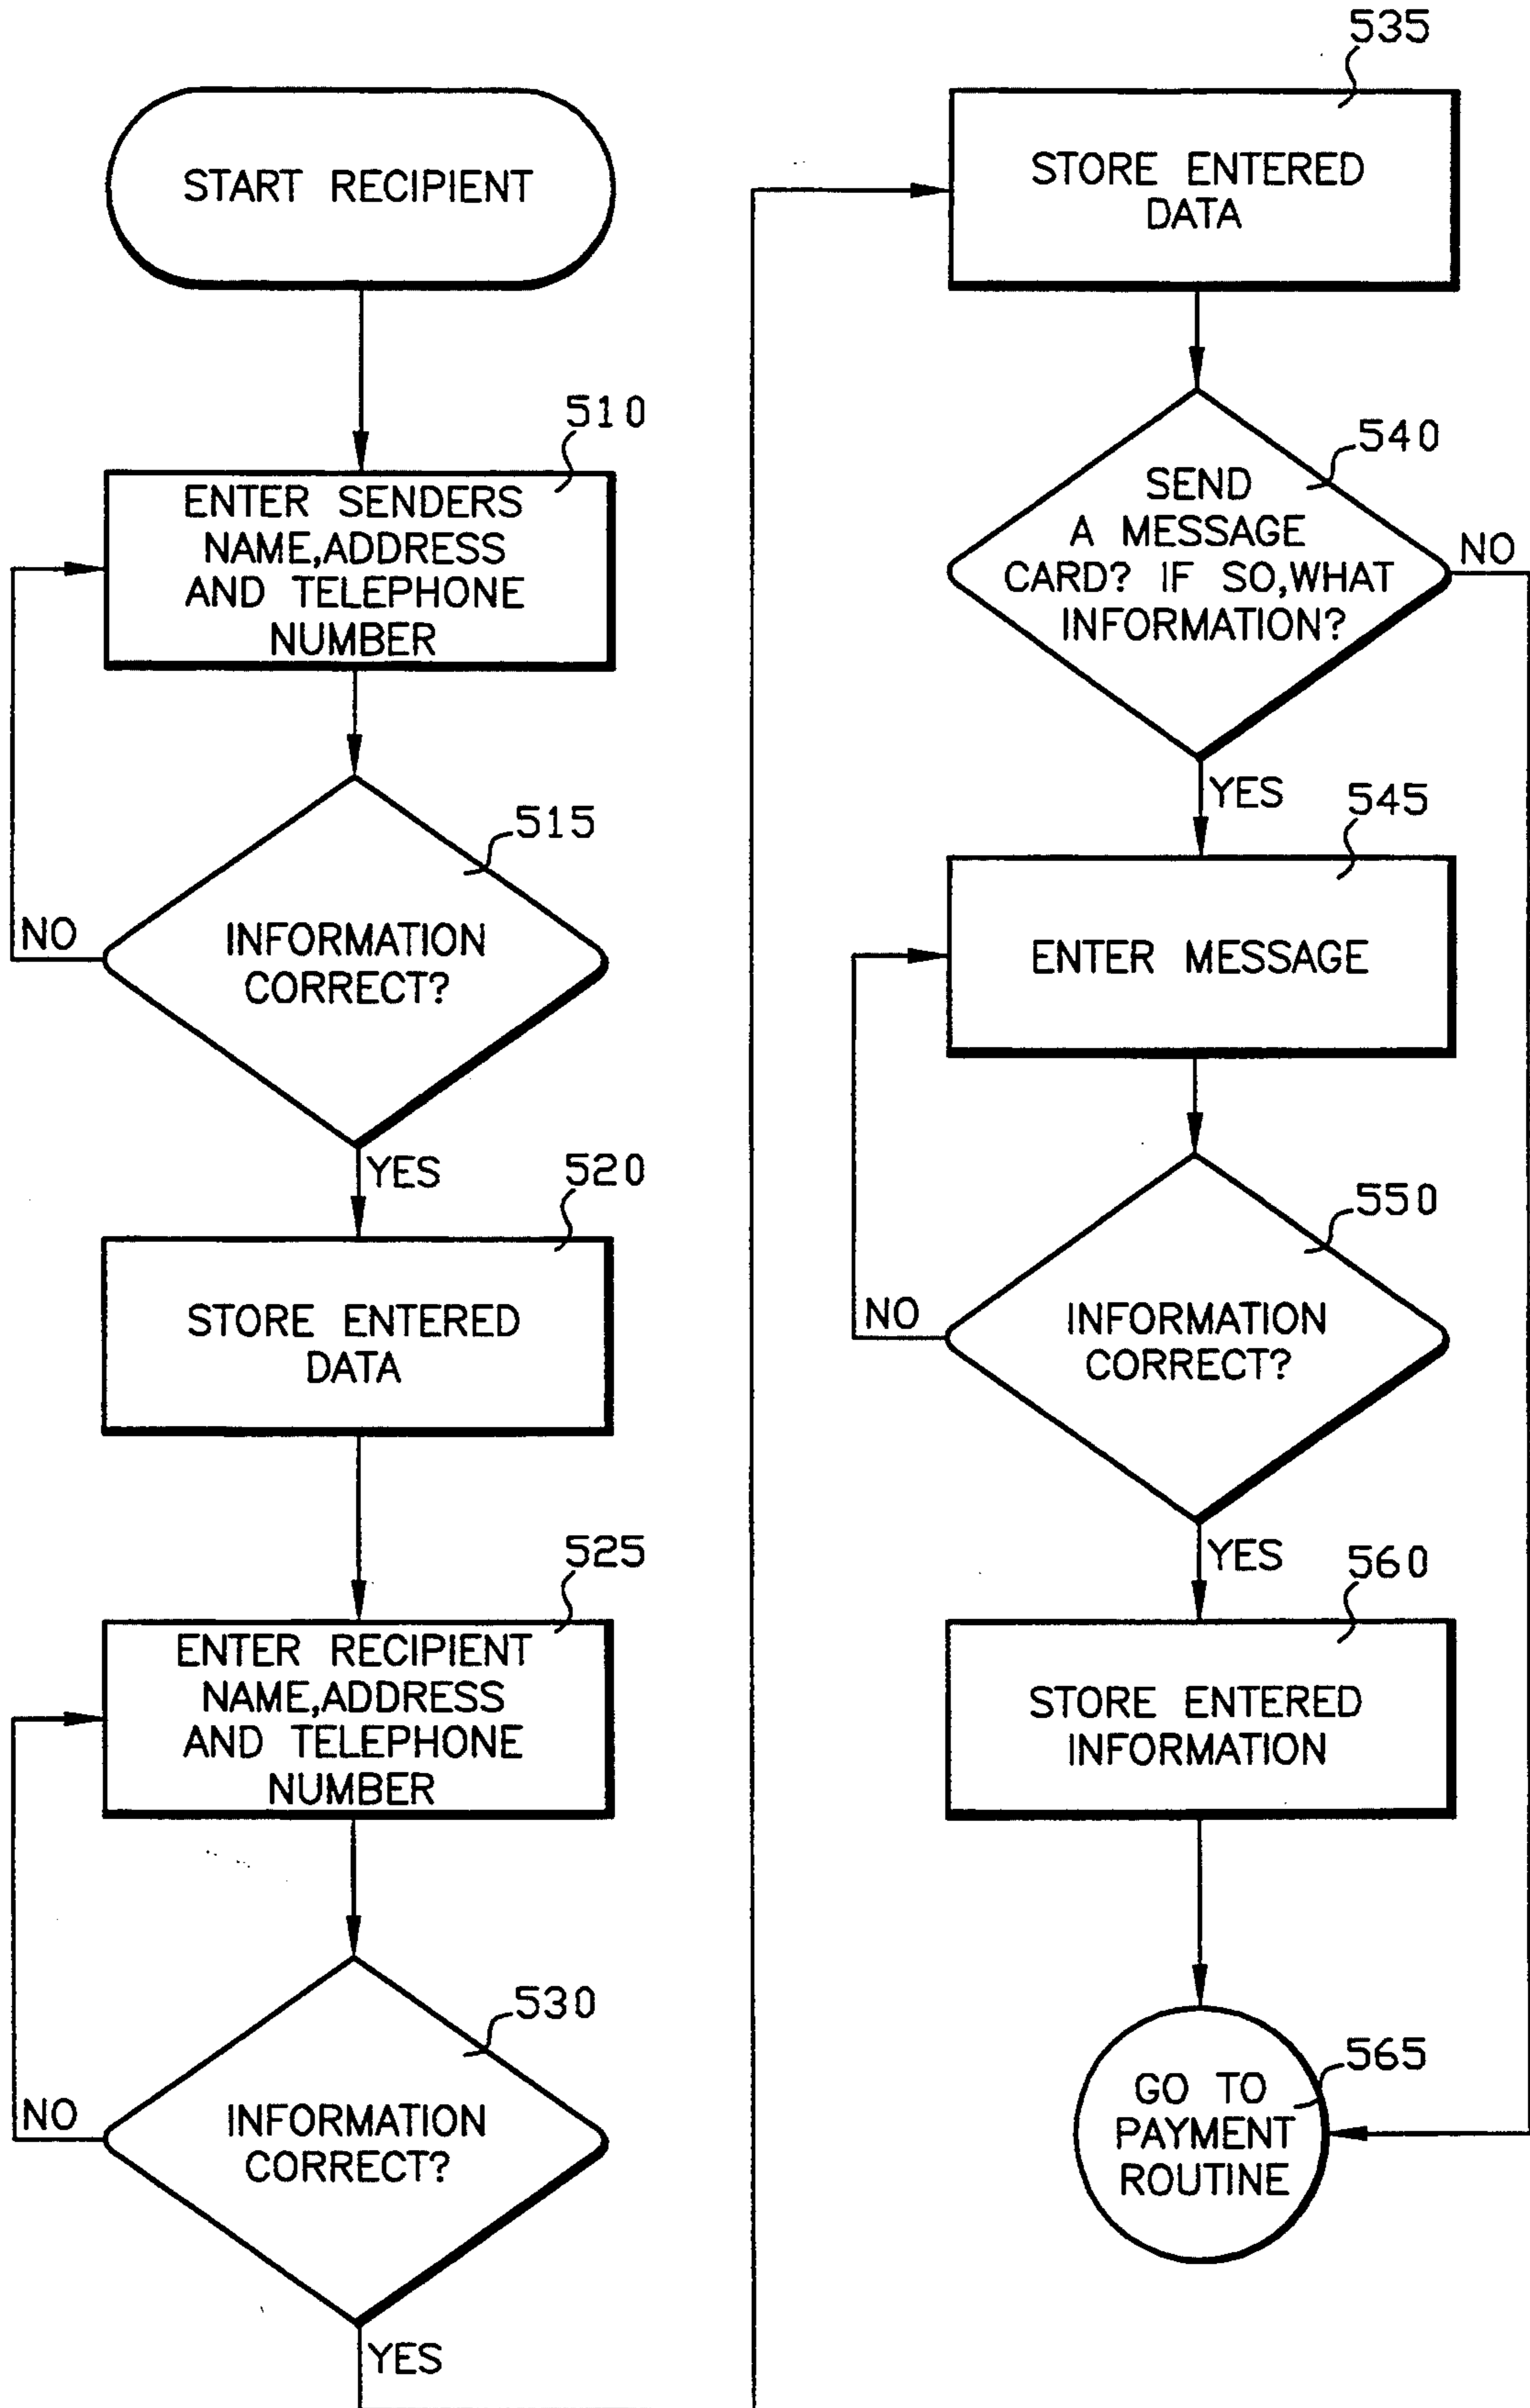 START RECIPIENT
510
ENTER SENDERS
NAME,ADDRESS
AND TELEPHONE
NUMBER
515
INFORMATION
CORRECT?
NO
YES
520
STORE ENTERED
DATA
525
ENTER RECIPIENT
NAME,ADDRESS
AND TELEPHONE
NUMBER
530
INFORMATION
CORRECT?
NO
YES
535
STORE ENTERED
DATA
540
SEND
A MESSAGE
CARD? IF SO,WHAT
INFORMATION?
NO
YES
545
ENTER MESSAGE
550
INFORMATION
CORRECT?
NO
YES
560
STORE ENTERED
INFORMATION
565
GO TO
PAYMENT
ROUTINE